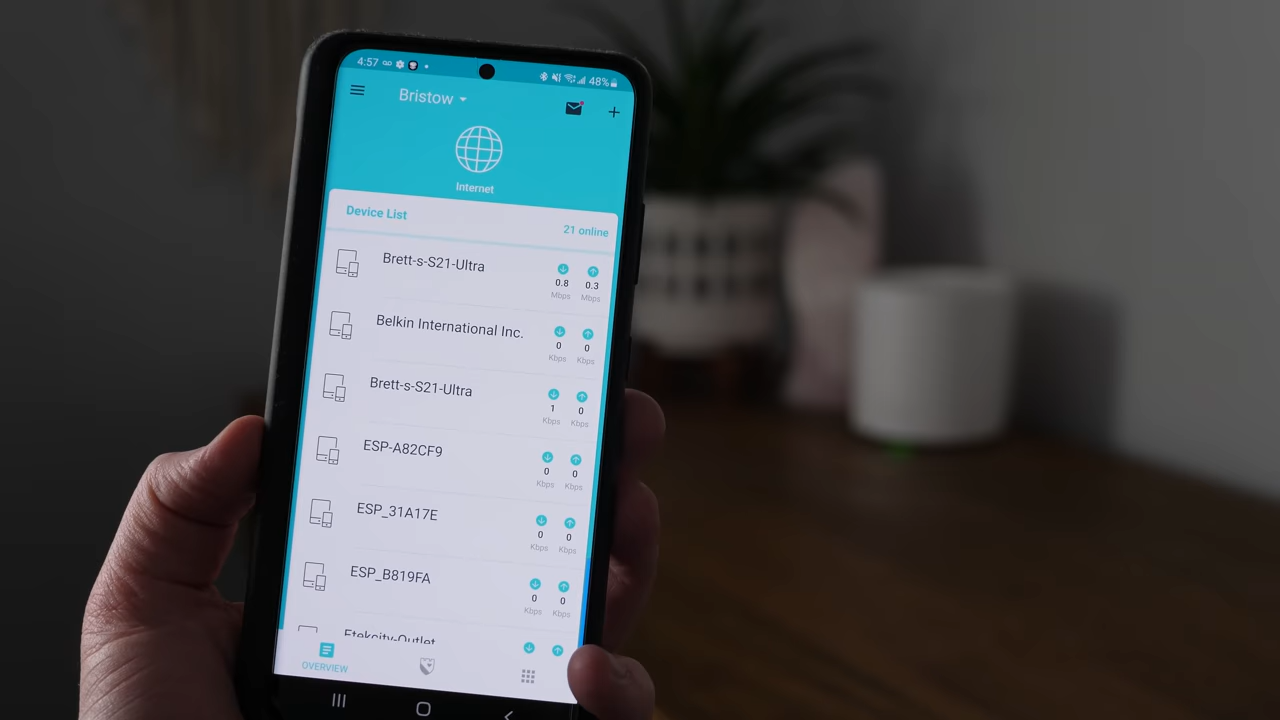 4:57
48%
Bristow
Internet
Device List
21 online
Brett-s-S21-Ultra
0.8 0.3
Mbps Mbps
Belkin International Inc.
0 0
Kbps Kbps
Brett-s-S21-Ultra
1 0
Kbps Kbps
ESP-A82CF9
0 0
Kbps Kbps
ESP_31A17E
0 0
Kbps Kbps
ESP_B819FA
0 0
Kbps Kbps
Etekcity-Outlet
OVERVIEW